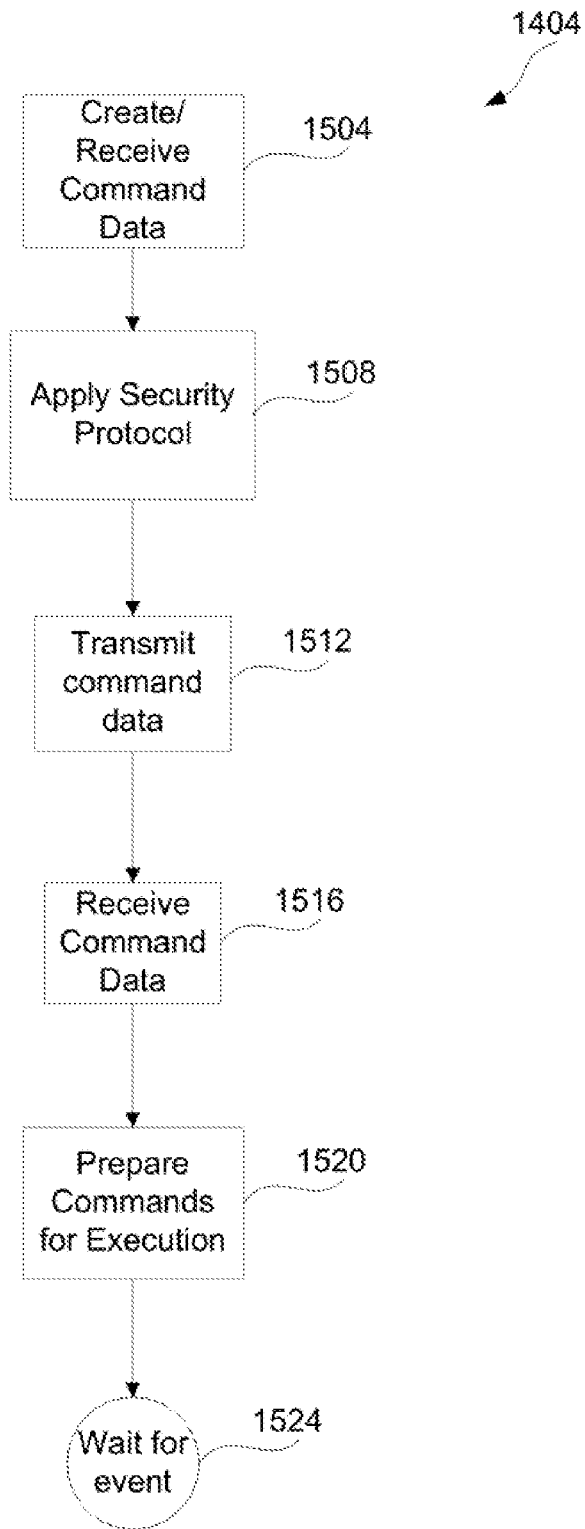 1404
Create/
Receive
Command
Data
1504
Apply Security
Protocol
1508
Transmit
command
data
1512
Receive
Command
Data
1516
Prepare
Commands
for Execution
1520
Wait for
event
1524